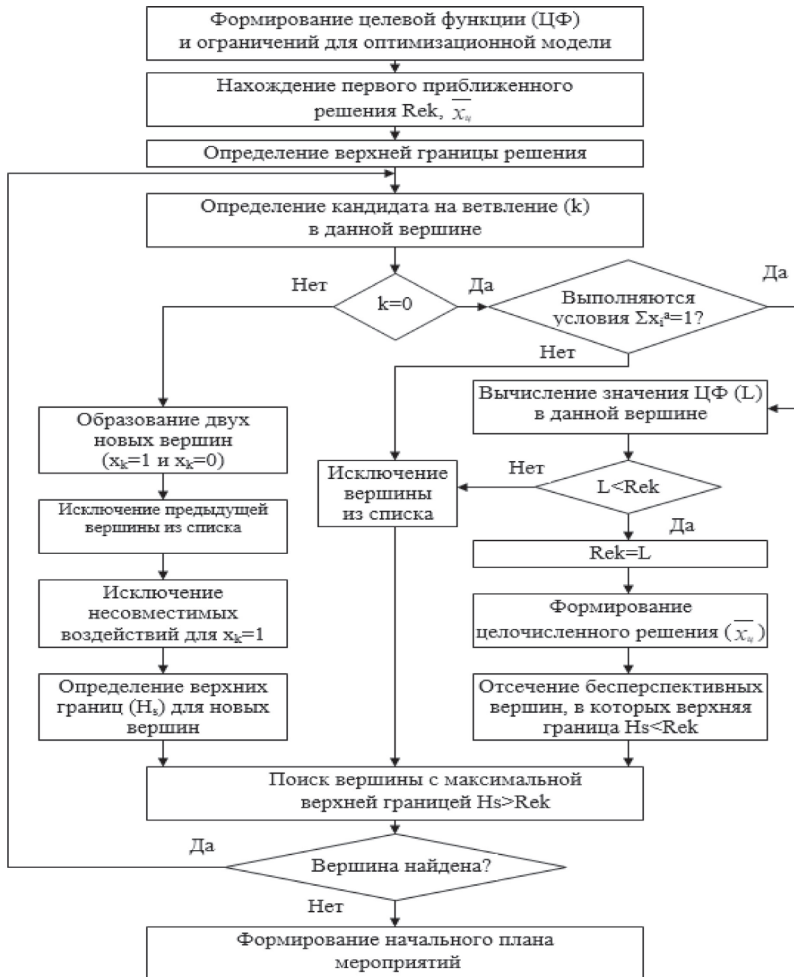 Формирование целевой функции (ЦФ)
и ограничений для оптимизационной модели
Нахождение первого приближенного
решения Rek, x̅ц
Определение верхней границы решения
Определение кандидата на ветвление (k)
в данной вершине
Нет
k=0
Да
Выполняются
условия Σxᵢᵃ=1?
Да
Нет
Образование двух
новых вершин
(xₖ=1 и xₖ=0)
Исключение предыдущей
вершины из списка
Исключение
несовместимых
воздействий для xₖ=1
Определение верхних
границ (Hₛ) для новых
вершин
Исключение
вершины
из списка
Вычисление значения ЦФ (L)
в данной вершине
Нет
L<Rek
Да
Rek=L
Формирование
целочисленного решения (x̅ц)
Отсечение бесперспективных
вершин, в которых верхняя
граница Hs<Rek
Поиск вершины с максимальной
верхней границей Hs>Rek
Да
Вершина найдена?
Нет
Формирование начального плана
мероприятий